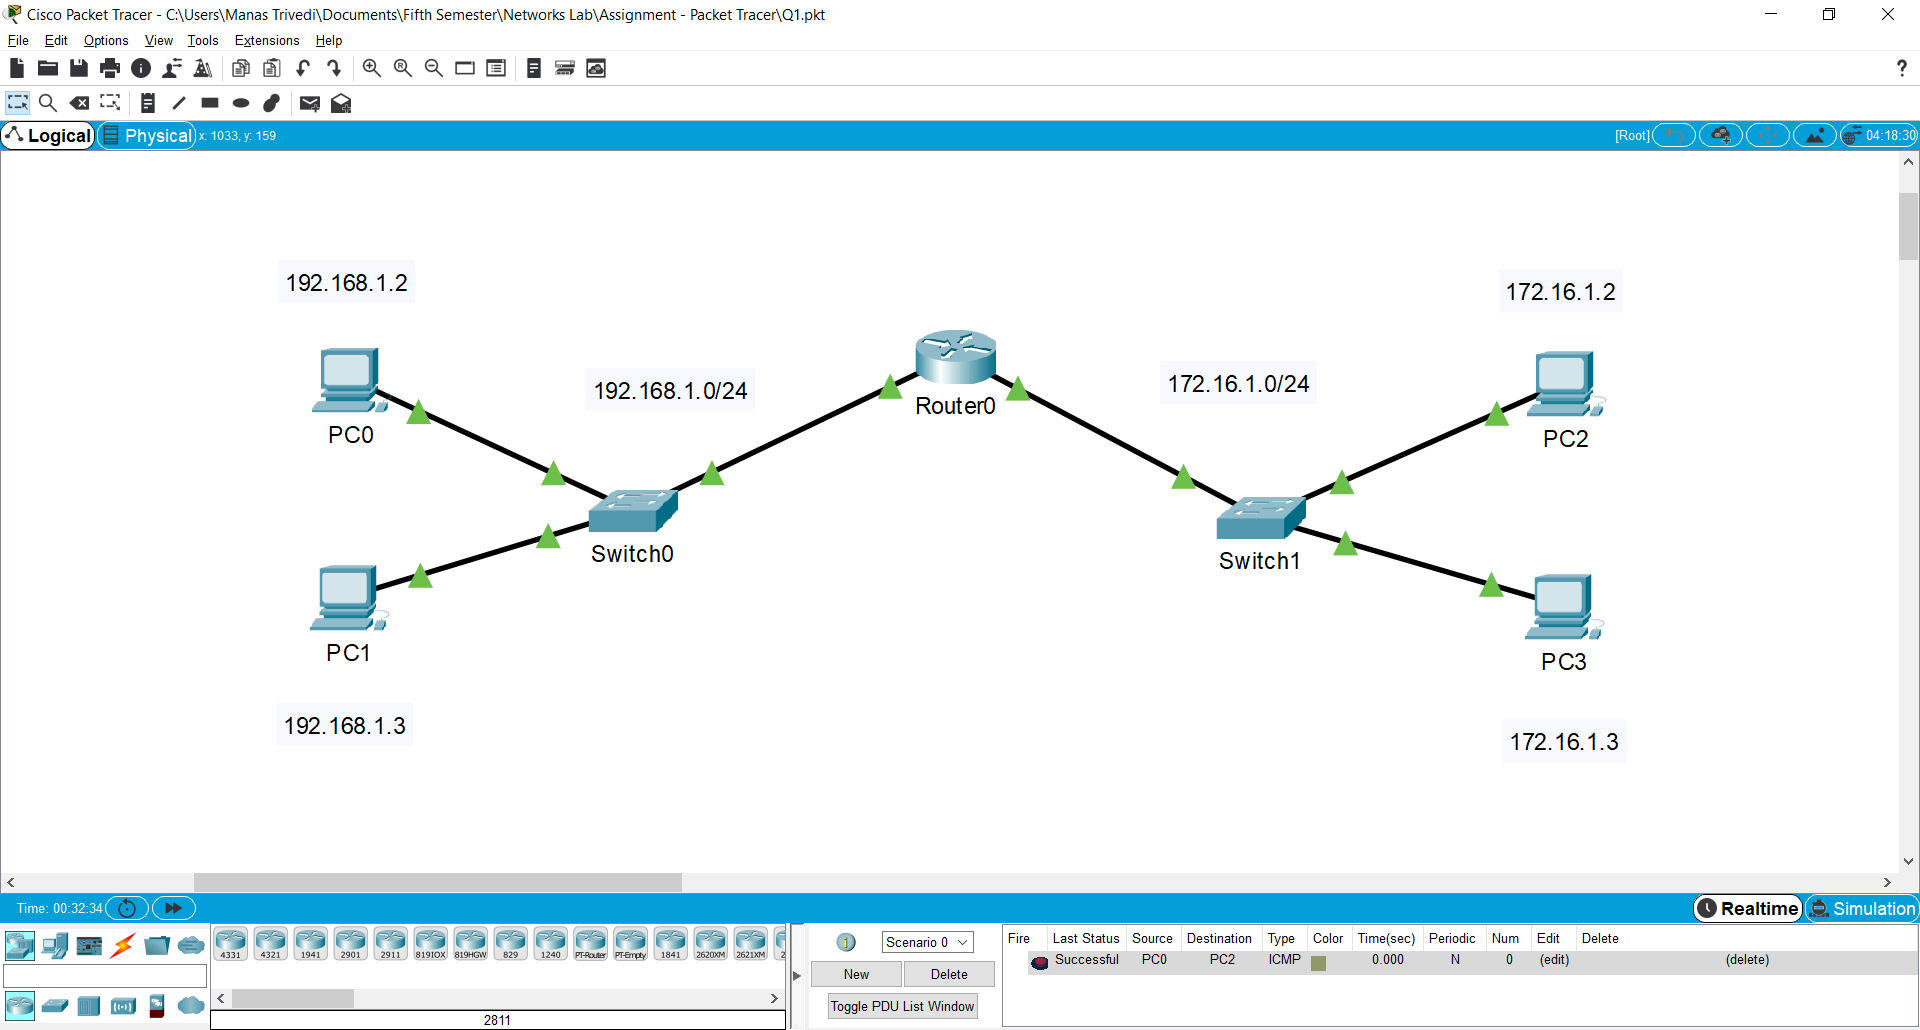 Cisco Packet Tracer - C:\Users\Manas Trivedi\Documents\Fifth Semester\Networks Lab\Assignment - Packet Tracer\Q1.pkt
File Edit Options View Tools Extensions Help
?
Logical Physical x: 1033, y: 159 [Root] 04:18:30
192.168.1.2
172.16.1.2
192.168.1.0/24
172.16.1.0/24
Router0
PC0
PC2
Switch0
Switch1
PC1
PC3
192.168.1.3
172.16.1.3
Time: 00:32:34 Realtime Simulation
4331 4321 1941 2901 2911 819IOX 819HGW 829 1240 PT-Router PT-Empty 1841 2620XM 2621XM 2
2811
Scenario 0
New Delete
Toggle PDU List Window
Fire Last Status Source Destination Type Color Time(sec) Periodic Num Edit Delete
Successful PC0 PC2 ICMP 0.000 N 0 (edit) (delete)